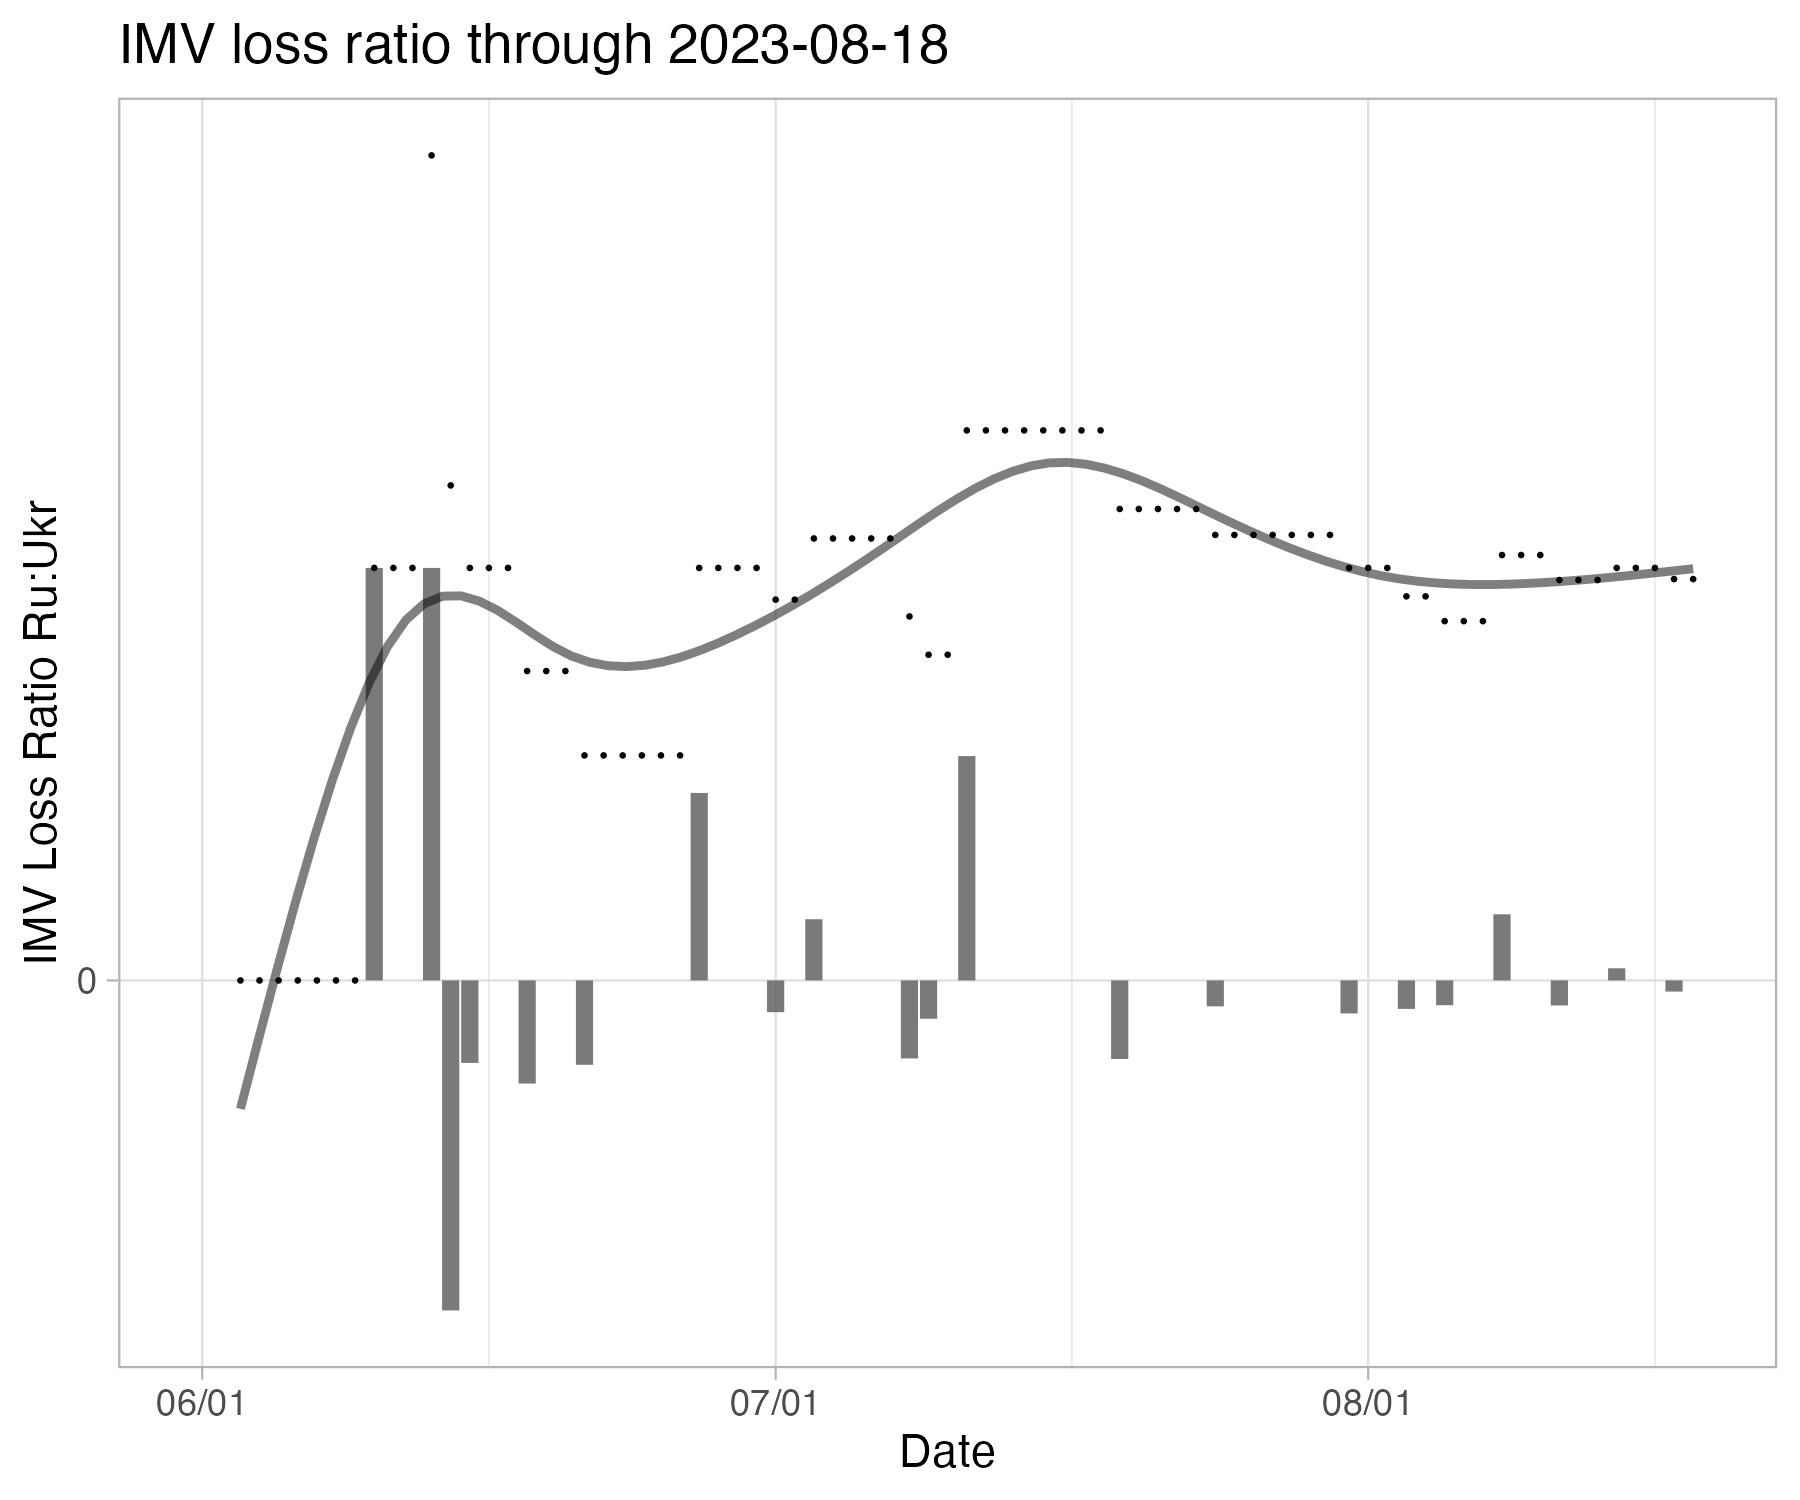 IMV loss ratio through 2023-08-18
IMV Loss Ratio Ru:Ukr
0
06/01
07/01
08/01
Date